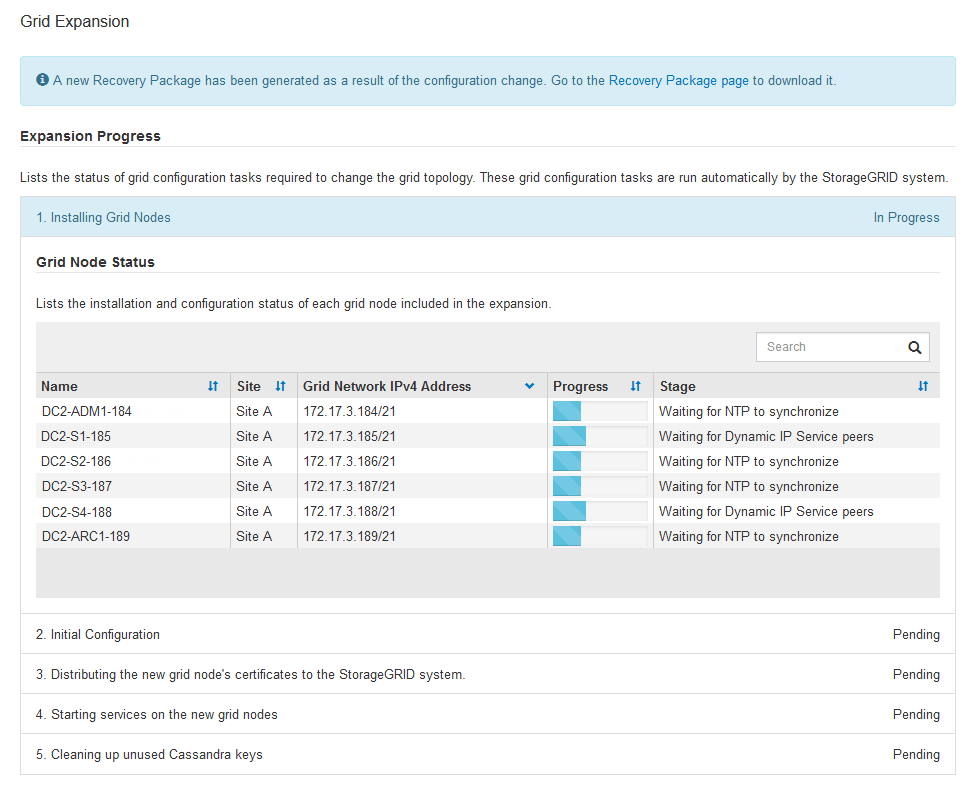 Grid Expansion
A new Recovery Package has been generated as a result of the configuration change. Go to the Recovery Package page to download it.
Expansion Progress
Lists the status of grid configuration tasks required to change the grid topology. These grid configuration tasks are run automatically by the StorageGRID system.
1. Installing Grid Nodes In Progress
Grid Node Status
Lists the installation and configuration status of each grid node included in the expansion.
Search
Name Site Grid Network IPv4 Address Progress Stage
DC2-ADM1-184 Site A 172.17.3.184/21 Waiting for NTP to synchronize
DC2-S1-185 Site A 172.17.3.185/21 Waiting for Dynamic IP Service peers
DC2-S2-186 Site A 172.17.3.186/21 Waiting for NTP to synchronize
DC2-S3-187 Site A 172.17.3.187/21 Waiting for NTP to synchronize
DC2-S4-188 Site A 172.17.3.188/21 Waiting for Dynamic IP Service peers
DC2-ARC1-189 Site A 172.17.3.189/21 Waiting for NTP to synchronize
2. Initial Configuration Pending
3. Distributing the new grid node's certificates to the StorageGRID system. Pending
4. Starting services on the new grid nodes Pending
5. Cleaning up unused Cassandra keys Pending